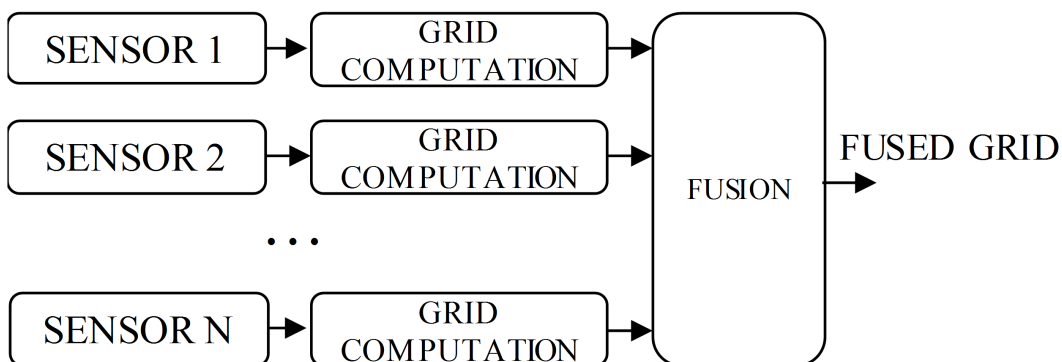 SENSOR 1
GRID
COMPUTATION
SENSOR 2
GRID
COMPUTATION
...
SENSOR N
GRID
COMPUTATION
FUSION
FUSED GRID